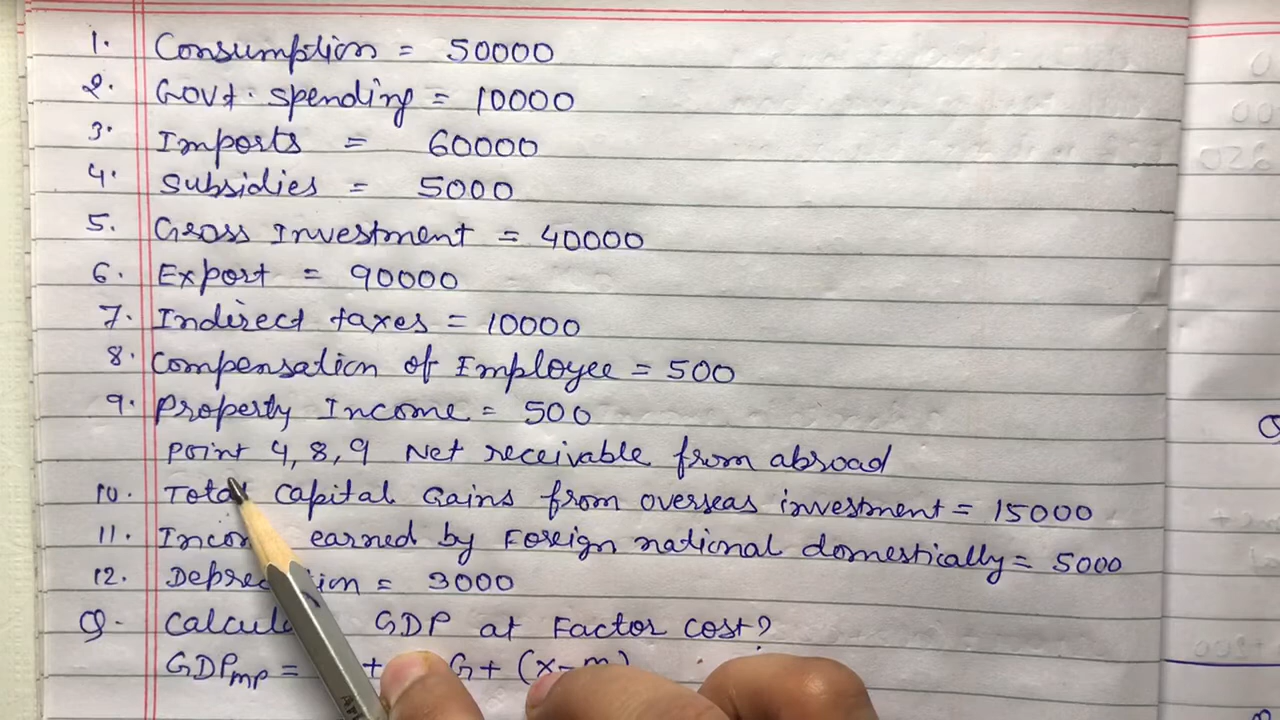 1. Consumption = 50000
2. Govt. spending = 10000
3. Imports = 60000
4. Subsidies = 5000
5. Gross Investment = 40000
6. Export = 90000
7. Indirect taxes = 10000
8. Compensation of Employee = 500
9. Property Income = 500
Point 4, 8, 9 Net receivable from abroad
10. Total Capital Gains from overseas investment = 15000
11. earned by Foreign national domestically = 5000
12. = 3000
Q. GDP at Factor cost?
GDPMP = + G + (x-m)